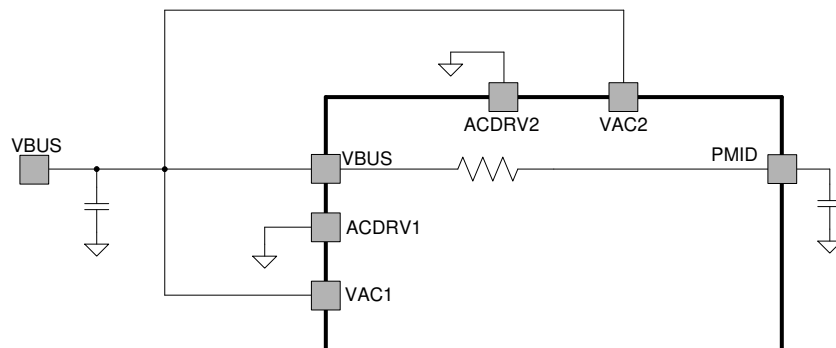 ACDRV2
VAC2
VBUS
VBUS
PMID
ACDRV1
VAC1